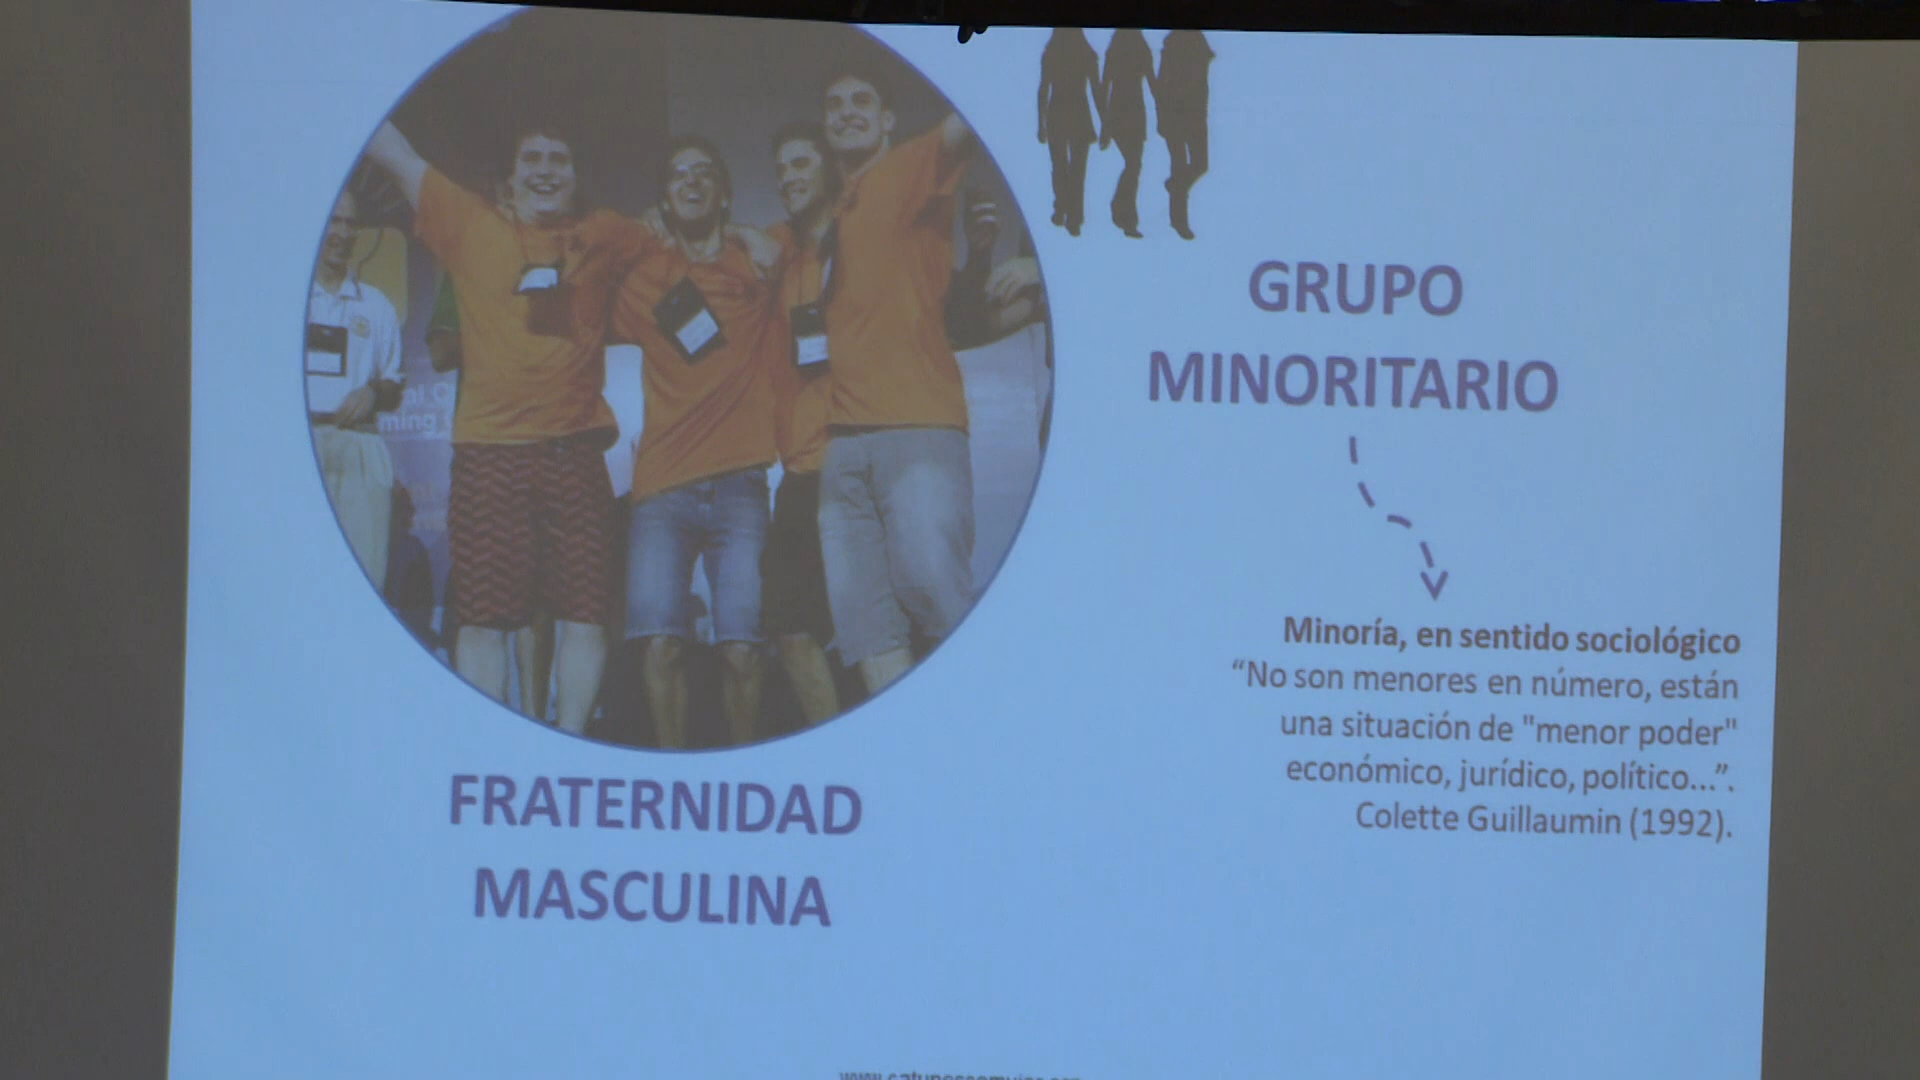 GRUPO
MINORITARIO
Minoría, en sentido sociológico
“No son menores en número, están
una situación de "menor poder"
económico, jurídico, político...”.
Colette Guillaumin (1992).
FRATERNIDAD
MASCULINA